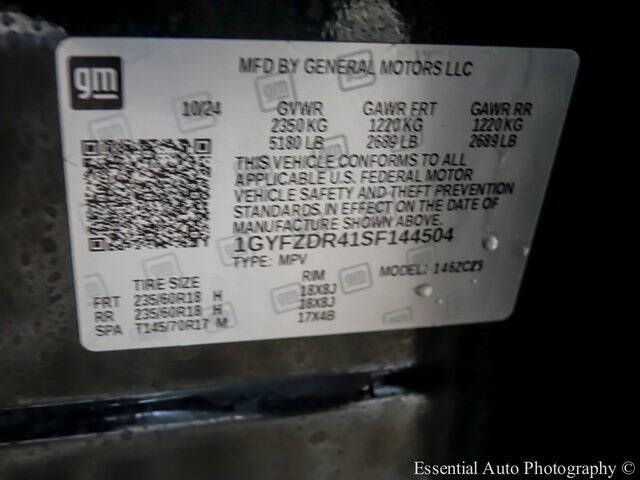 gm
MFD BY GENERAL MOTORS LLC
10/24 GVWR GAWR FRT GAWR RR
2350 KG 1220 KG 1220 KG
5180 LB 2689 LB 2689 LB
THIS VEHICLE CONFORMS TO ALL
APPLICABLE U.S. FEDERAL MOTOR
VEHICLE SAFETY AND THEFT PREVENTION
STANDARDS IN EFFECT ON THE DATE OF
MANUFACTURE SHOWN ABOVE.
1GYFZDR41SF144504
TYPE: MPV MODEL:
TIRE SIZE RIM
FRT 235/60R18 H 18X8J
RR 235/60R18 H 18X8J
SPA T145/70R17 M 17X4B
Essential Auto Photography ©